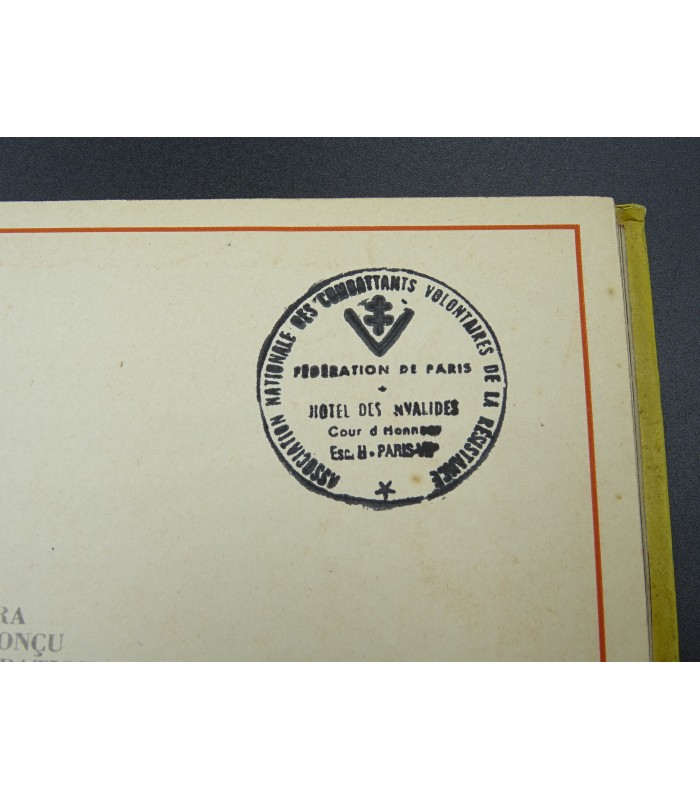 ASSOCIATION NATIONALE DES COMBATTANTS VOLONTAIRES DE LA RÉSISTANCE
FÉDÉRATION DE PARIS
HOTEL DES NVALIDES
Cour d Honneur
Esc. H - PARIS
RA
ONÇU